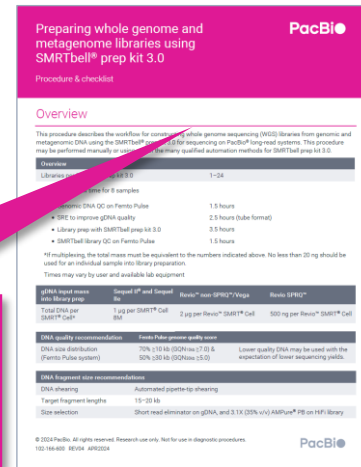 Preparing whole genome and
metagenome libraries using
SMRTbell® prep kit 3.0
PacBio
Procedure & checklist
Overview
This procedure describes the workflow for constructing whole genome sequencing (WGS) libraries from genomic and
metagenomic DNA using the SMRTbell® prep 3.0 for sequencing on PacBio® long-read systems. This procedure
may be performed manually or using the many qualified automation methods for SMRTbell prep kit 3.0.
Overview
Libraries kit 3.0 1–24
time for 8 samples
DNA QC on Femto Pulse 1.5 hours
• SRE to improve gDNA quality 2.5 hours (tube format)
• Library prep with SMRTbell prep kit 3.0 3.5 hours
• SMRTbell library QC on Femto Pulse 1.5 hours
*If multiplexing, the total mass must be equivalent to the numbers indicated above. No less than 20 ng should be
used for an individual sample into library preparation.
Times may vary by user and available lab equipment
gDNA input mass into library prep Sequel II® and Sequel IIe Revio™ non-SPRQ™/Vega Revio SPRQ™
Total DNA per SMRT® Cell* 1 µg per SMRT® Cell 8M 2 µg per Revio™ SMRT® Cell 500 ng per Revio™ SMRT® Cell
DNA quality recommendation Femto Pulse genome quality score
DNA size distribution (Femto Pulse system) 70% ≥10 kb (GQN10kb ≥7.0) & 50% ≥30 kb (GQN30kb ≥5.0) Lower quality DNA may be used with the expectation of lower sequencing yields.
DNA fragment size recommendations
DNA shearing Automated pipette-tip shearing
Target fragment lengths 15–20 kb
Size selection Short read eliminator on gDNA, and 3.1X (35% v/v) AMPure® PB on HiFi library
© 2024 PacBio. All rights reserved. Research use only. Not for use in diagnostic procedures.
102-166-600 REV04 APR2024
PacBio